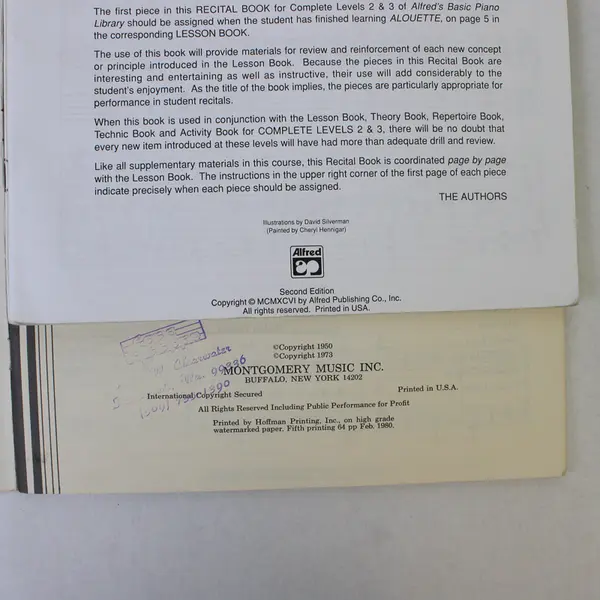 The first piece in this RECITAL BOOK for Complete Levels 2 & 3 of Alfred's Basic Piano
Library should be assigned when the student has finished learning ALOUETTE, on page 5 in
the corresponding LESSON BOOK.
The use of this book will provide materials for review and reinforcement of each new concept
or principle introduced in the Lesson Book. Because the pieces in this Recital Book are
interesting and entertaining as well as instructive, their use will add considerably to the
student's enjoyment. As the title of the book implies, the pieces are particularly appropriate for
performance in student recitals.
When this book is used in conjunction with the Lesson Book, Theory Book, Repertoire Book,
Technic Book and Activity Book for COMPLETE LEVELS 2 & 3, there will be no doubt that
every new item introduced at these levels will have had more than adequate drill and review.
Like all supplementary materials in this course, this Recital Book is coordinated page by page
with the Lesson Book. The instructions in the upper right corner of the first page of each piece
indicate precisely when each piece should be assigned.
THE AUTHORS
Illustrations by David Silverman
(Painted by Cheryl Hennigar)
Alfred
Second Edition
Copyright © MCMXCVI by Alfred Publishing Co., Inc.
All rights reserved. Printed in USA.
Clearwater
©Copyright 1950
©Copyright 1973
MONTGOMERY MUSIC INC.
BUFFALO, NEW YORK 14202
International Copyright Secured
Printed in U.S.A.
All Rights Reserved Including Public Performance for Profit
Printed by Hoffman Printing, Inc., on high grade
watermarked paper. Fifth printing 64 pp Feb. 1980.